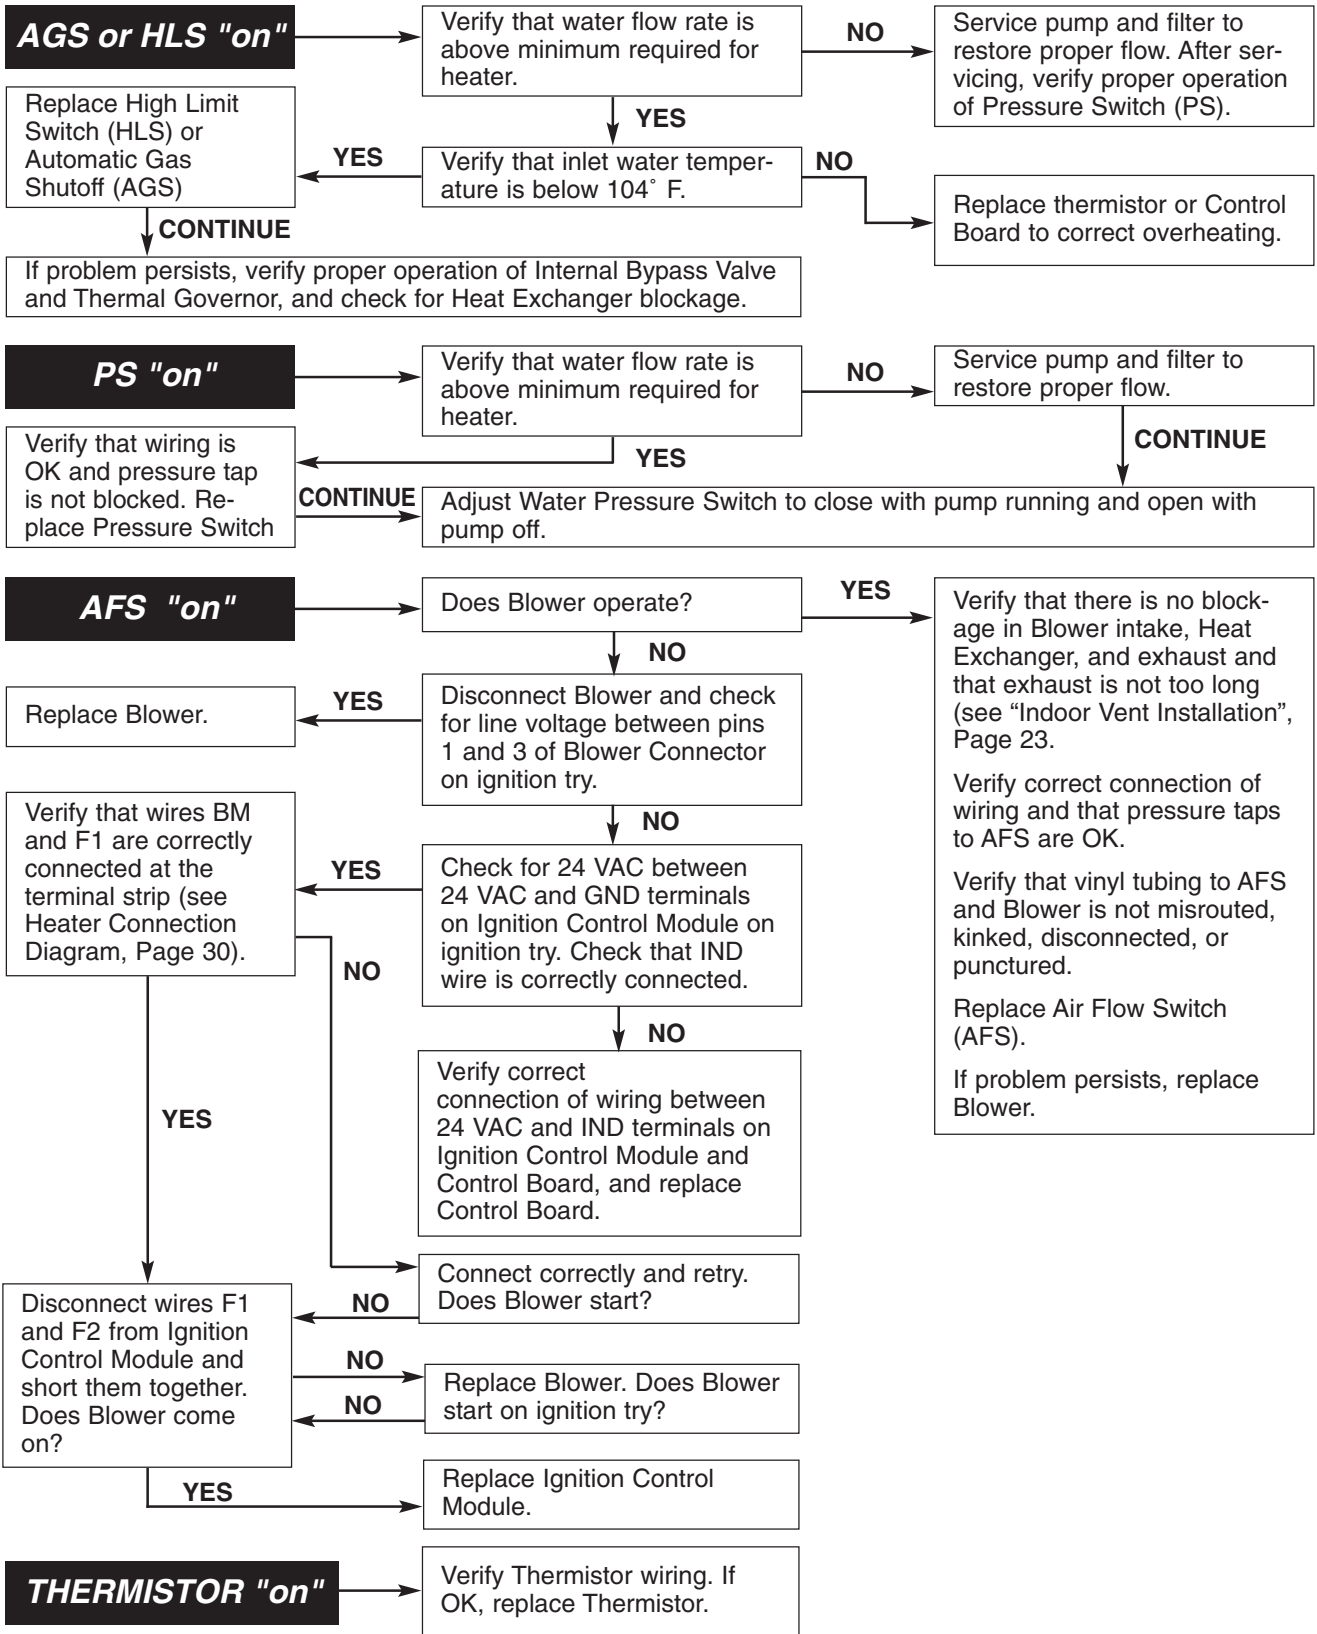 AGS or HLS "on"
Verify that water flow rate is
above minimum required for
heater.
NO
Service pump and filter to
restore proper flow. After ser-
vicing, verify proper operation
of Pressure Switch (PS).
YES
Replace High Limit
Switch (HLS) or
Automatic Gas
Shutoff (AGS)
YES
Verify that inlet water temper-
ature is below 104˚ F.
NO
Replace thermistor or Control
Board to correct overheating.
CONTINUE
If problem persists, verify proper operation of Internal Bypass Valve
and Thermal Governor, and check for Heat Exchanger blockage.
PS "on"
Verify that water flow rate is
above minimum required for
heater.
NO
Service pump and filter to
restore proper flow.
CONTINUE
YES
Verify that wiring is
OK and pressure tap
is not blocked. Re-
place Pressure Switch
CONTINUE
Adjust Water Pressure Switch to close with pump running and open with
pump off.
AFS "on"
Does Blower operate?
YES
Verify that there is no block-
age in Blower intake, Heat
Exchanger, and exhaust and
that exhaust is not too long
(see “Indoor Vent Installation”,
Page 23.
Verify correct connection of
wiring and that pressure taps
to AFS are OK.
Verify that vinyl tubing to AFS
and Blower is not misrouted,
kinked, disconnected, or
punctured.
Replace Air Flow Switch
(AFS).
If problem persists, replace
Blower.
NO
Replace Blower.
YES
Disconnect Blower and check
for line voltage between pins
1 and 3 of Blower Connector
on ignition try.
NO
Verify that wires BM
and F1 are correctly
connected at the
terminal strip (see
Heater Connection
Diagram, Page 30).
YES
Check for 24 VAC between
24 VAC and GND terminals
on Ignition Control Module on
ignition try. Check that IND
wire is correctly connected.
NO
NO
Verify correct
connection of wiring between
24 VAC and IND terminals on
Ignition Control Module and
Control Board, and replace
Control Board.
YES
Connect correctly and retry.
Does Blower start?
NO
Disconnect wires F1
and F2 from Ignition
Control Module and
short them together.
Does Blower come
on?
NO
Replace Blower. Does Blower
start on ignition try?
NO
YES
Replace Ignition Control
Module.
THERMISTOR "on"
Verify Thermistor wiring. If
OK, replace Thermistor.